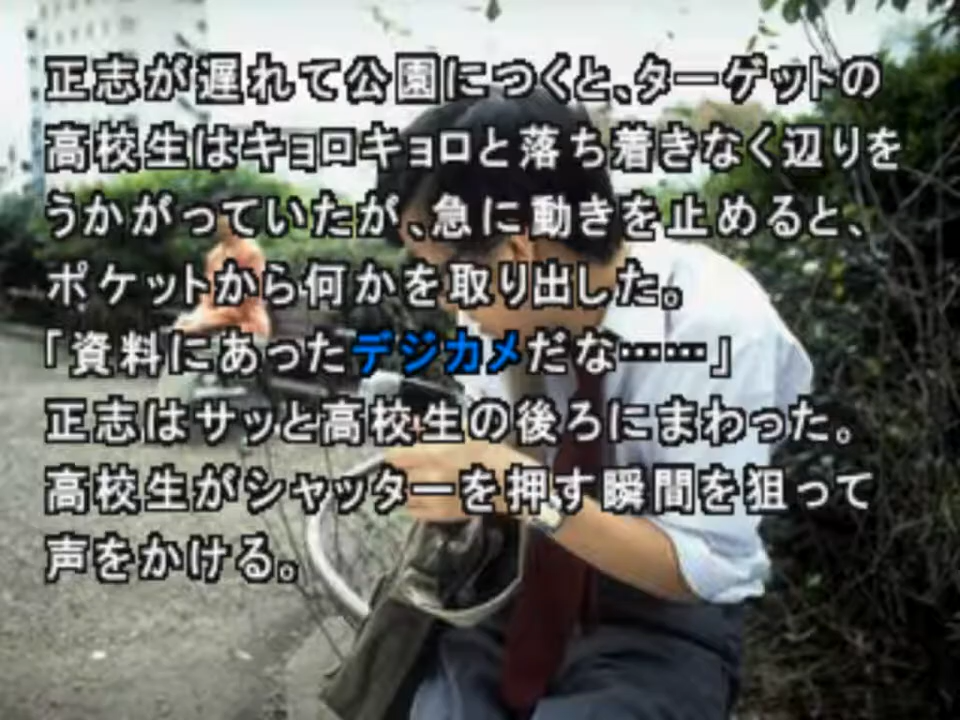 正志が遅れて公園につくと、ターゲットの
高校生はキョロキョロと落ち着きなく辺りを
うかがっていたが、急に動きを止めると、
ポケットから何かを取り出した。
「資料にあったデジカメだな……」
正志はサッと高校生の後ろにまわった。
高校生がシャッターを押す瞬間を狙って
声をかける。